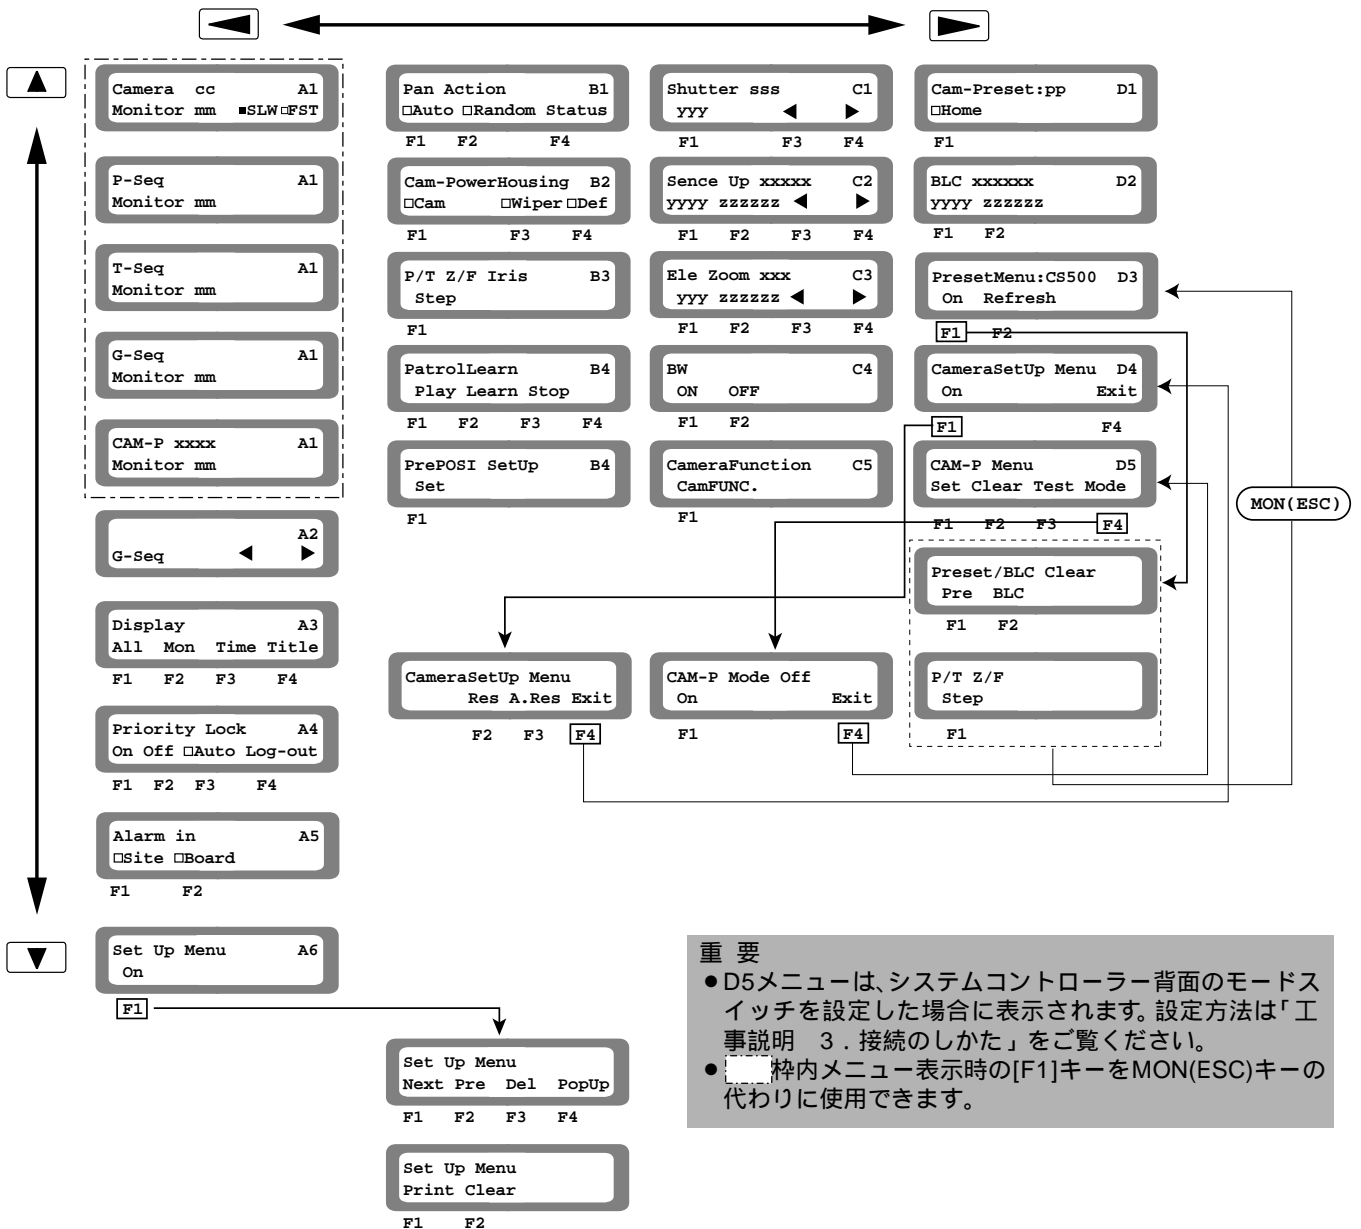 Camera cc A1
Monitor mm ■SLW□FST
P-Seq A1
Monitor mm
T-Seq A1
Monitor mm
G-Seq A1
Monitor mm
CAM-P xxxx A1
Monitor mm
A2
G-Seq ◀ ▶
Display A3
All Mon Time Title
F1 F2 F3 F4
Priority Lock A4
On Off □Auto Log-out
F1 F2 F3 F4
Alarm in A5
□Site □Board
F1 F2
Set Up Menu A6
On
F1
Pan Action B1
□Auto □Random Status
F1 F2 F4
Cam-PowerHousing B2
□Cam □Wiper □Def
F1 F3 F4
P/T Z/F Iris B3
Step
F1
PatrolLearn B4
Play Learn Stop
F1 F2 F3 F4
PrePOSI SetUp B4
Set
F1
CameraSetUp Menu
Res A.Res Exit
F2 F3 F4
Set Up Menu
Next Pre Del PopUp
F1 F2 F3 F4
Set Up Menu
Print Clear
F1 F2
Shutter sss C1
yyy ◀ ▶
F1 F3 F4
Sence Up xxxxx C2
yyyy zzzzzz ◀ ▶
F1 F2 F3 F4
Ele Zoom xxx C3
yyy zzzzzz ◀ ▶
F1 F2 F3 F4
BW C4
ON OFF
F1 F2
CameraFunction C5
CamFUNC.
F1
CAM-P Mode Off
On Exit
F1 F4
Cam-Preset:pp D1
□Home
F1
BLC xxxxxx D2
yyyy zzzzzz
F1 F2
PresetMenu:CS500 D3
On Refresh
F1 F2
CameraSetUp Menu D4
On Exit
F1 F4
CAM-P Menu D5
Set Clear Test Mode
F1 F2 F3 F4
Preset/BLC Clear
Pre BLC
F1 F2
P/T Z/F
Step
F1
MON(ESC)
重 要
●D5メニューは、システムコントローラー背面のモードス
イッチを設定した場合に表示されます。設定方法は「工
事説明　3．接続のしかた」をご覧ください。
●枠内メニュー表示時の[F1]キーをMON(ESC)キーの
代わりに使用できます。